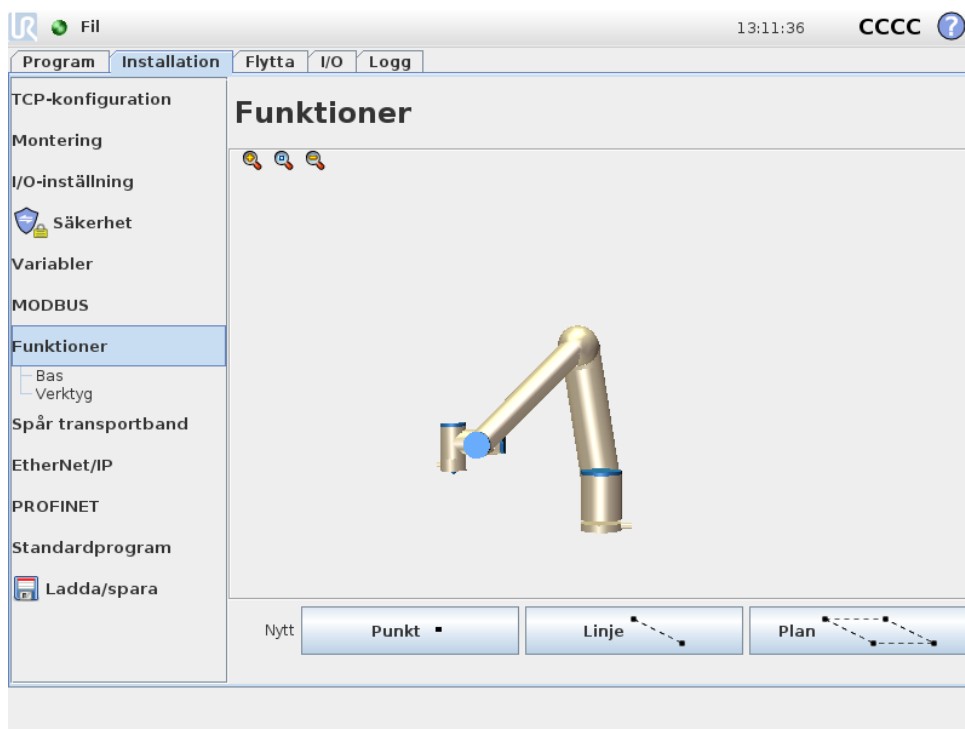 UR Fil 13:11:36 CCCC ?
Program Installation Flytta I/O Logg
TCP-konfiguration
Montering
I/O-inställning
Säkerhet
Variabler
MODBUS
Funktioner
Bas
Verktyg
Spår transportband
EtherNet/IP
PROFINET
Standardprogram
Ladda/spara
Funktioner
Nytt Punkt Linje Plan